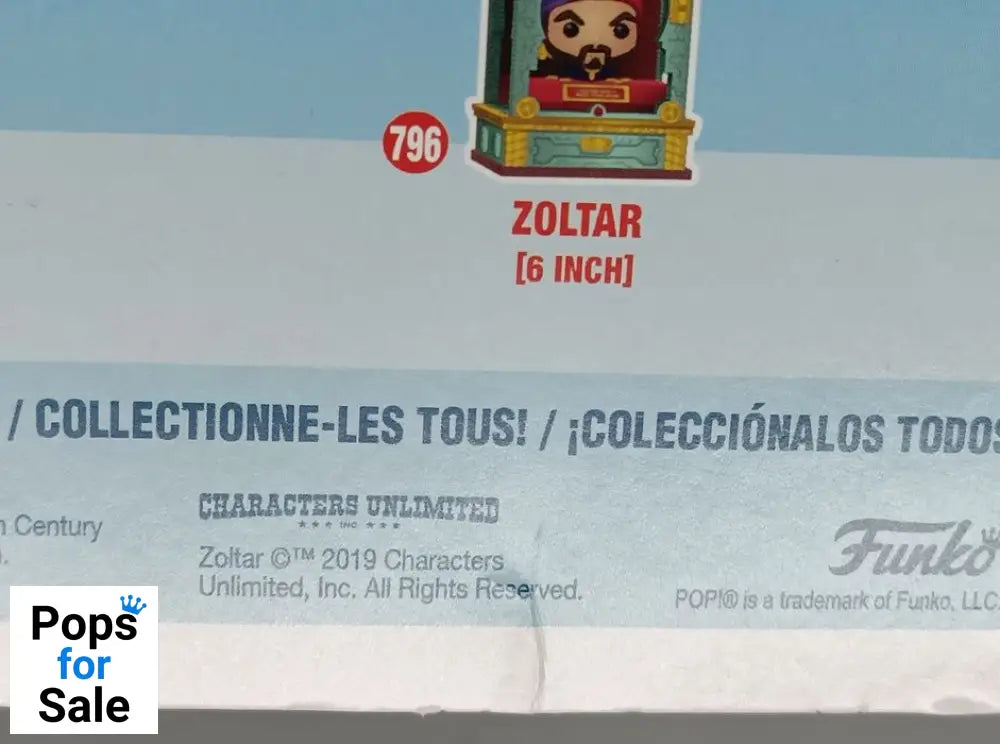 796
ZOLTAR
[6 INCH]
/ COLLECTIONNE-LES TOUS! / ¡COLECCIÓNALOS TODOS
CHARACTERS UNLIMITED
★ ★ ★ INC ★ ★ ★
Century
Zoltar ©™ 2019 Characters
Unlimited, Inc. All Rights Reserved.
Funko
POP!® is a trademark of Funko, LLC.
Pops
for
Sale